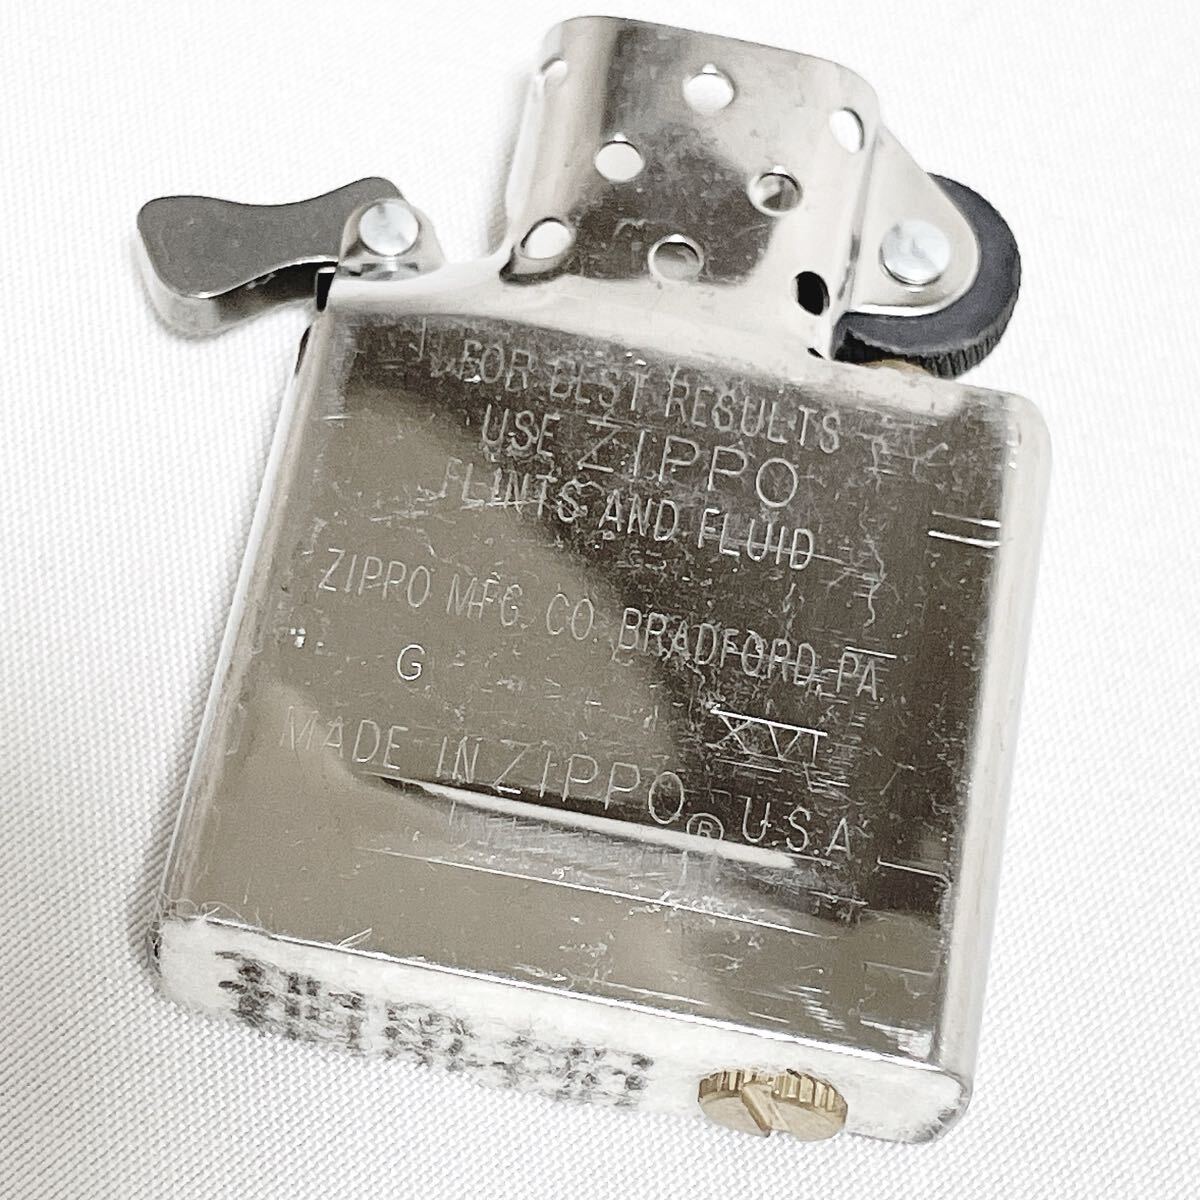 FOR BEST RESULTS
USE ZIPPO
FLINTS AND FLUID
ZIPPO MFG. CO. BRADFORD, PA.
G XVI
MADE IN ZIPPO® U.S.A